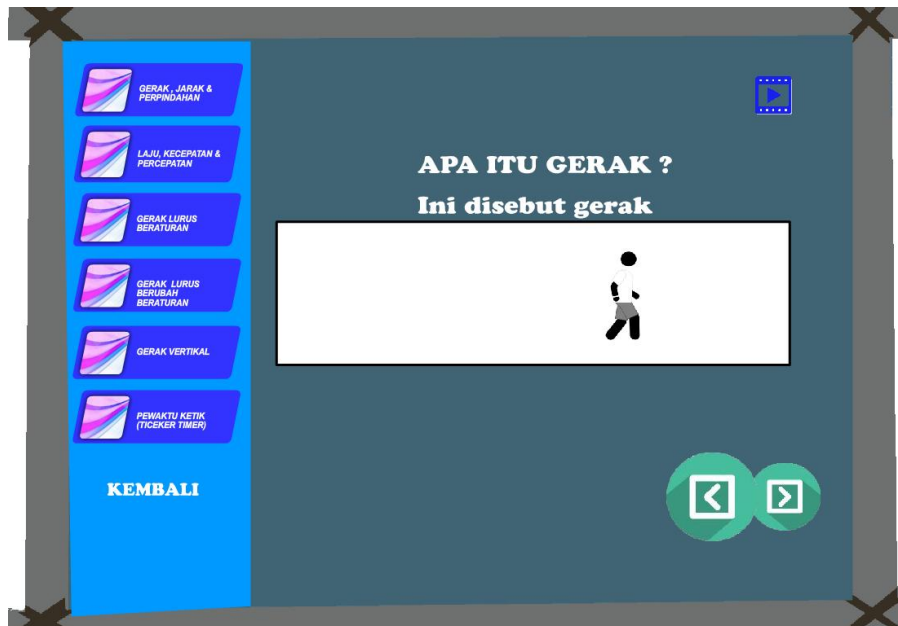 GERAK , JARAK &
PERPINDAHAN
LAJU, KECEPATAN &
PERCEPATAN
GERAK LURUS
BERATURAN
GERAK LURUS
BERUBAH
BERATURAN
GERAK VERTIKAL
PEWAKTU KETIK
(TICEKER TIMER)
KEMBALI
APA ITU GERAK ?
Ini disebut gerak